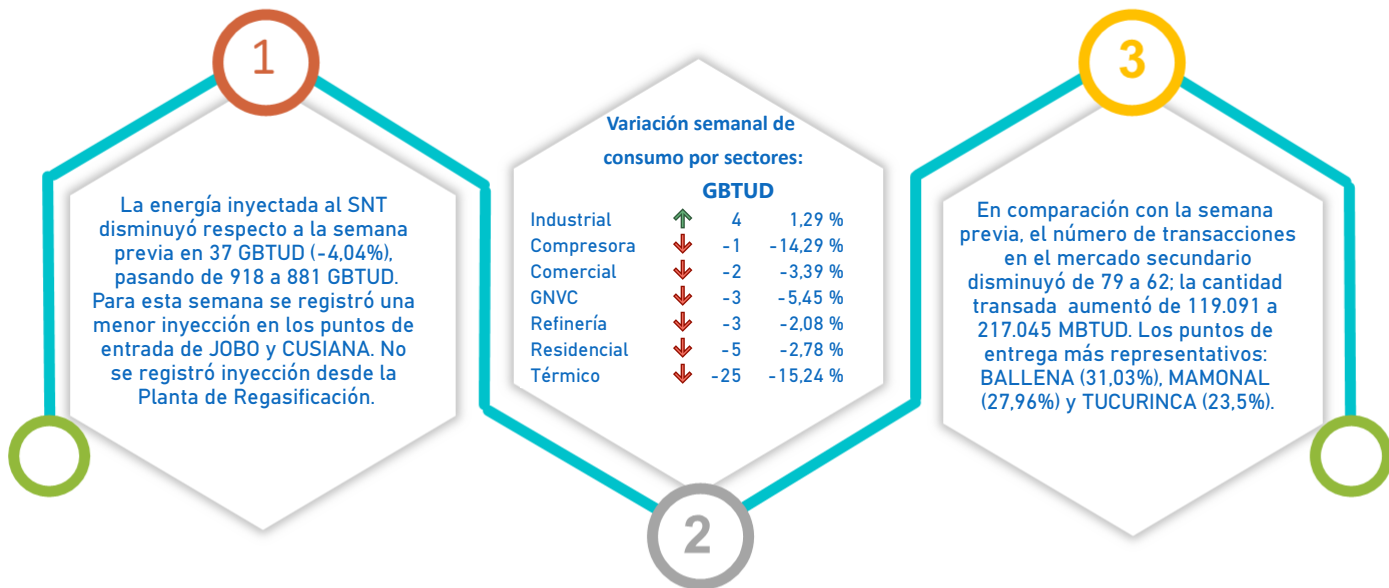 1
La energía inyectada al SNT
disminuyó respecto a la semana
previa en 37 GBTUD (-4,04%),
pasando de 918 a 881 GBTUD.
Para esta semana se registró una
menor inyección en los puntos de
entrada de JOBO y CUSIANA. No
se registró inyección desde la
Planta de Regasificación.
Variación semanal de
consumo por sectores:
GBTUD
Industrial 4 1,29 %
Compresora -1 -14,29 %
Comercial -2 -3,39 %
GNVC -3 -5,45 %
Refinería -3 -2,08 %
Residencial -5 -2,78 %
Térmico -25 -15,24 %
2
3
En comparación con la semana
previa, el número de transacciones
en el mercado secundario
disminuyó de 79 a 62; la cantidad
transada aumentó de 119.091 a
217.045 MBTUD. Los puntos de
entrega más representativos:
BALLENA (31,03%), MAMONAL
(27,96%) y TUCURINCA (23,5%).